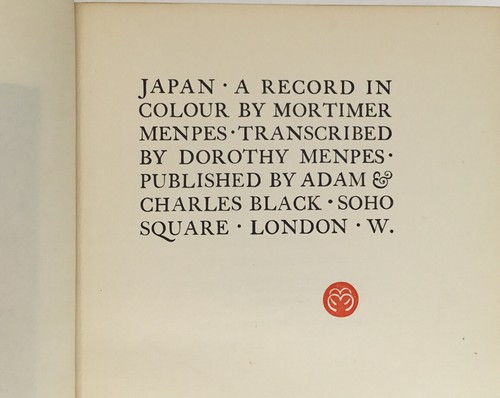 JAPAN · A RECORD IN
COLOUR BY MORTIMER
MENPES · TRANSCRIBED
BY DOROTHY MENPES ·
PUBLISHED BY ADAM &
CHARLES BLACK · SOHO
SQUARE · LONDON · W.